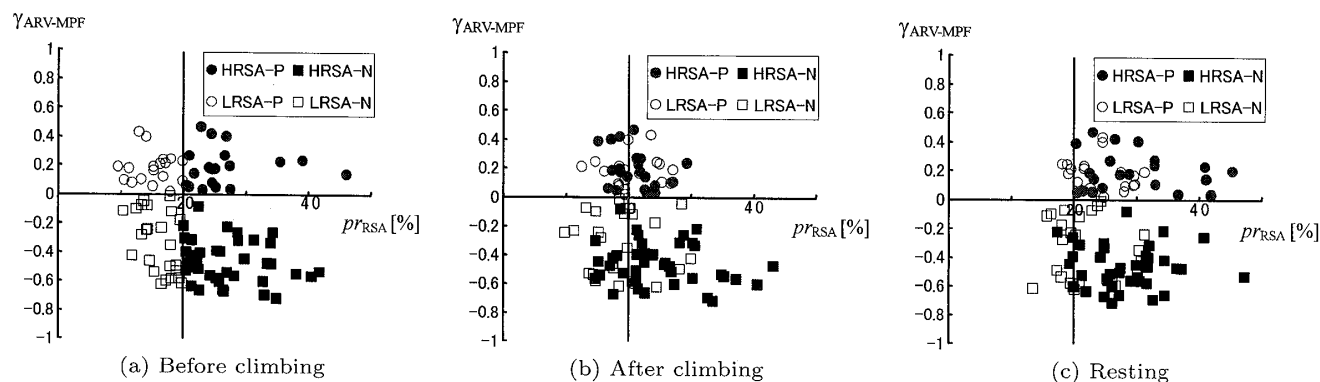 γARV-MPF
1
0.8
0.6
0.4
0.2
0
−0.2
−0.4
−0.6
−0.8
−1
HRSA−P HRSA−N
LRSA−P LRSA−N
20 40
prRSA [%]
(a) Before climbing
γARV-MPF
1
0.8
0.6
0.4
0.2
0
−0.2
−0.4
−0.6
−0.8
−1
HRSA−P HRSA−N
LRSA−P LRSA−N
20 40
prRSA [%]
(b) After climbing
γARV-MPF
1
0.8
0.6
0.4
0.2
0
−0.2
−0.4
−0.6
−0.8
−1
HRSA−P HRSA−N
LRSA−P LRSA−N
20 40
prRSA [%]
(c) Resting